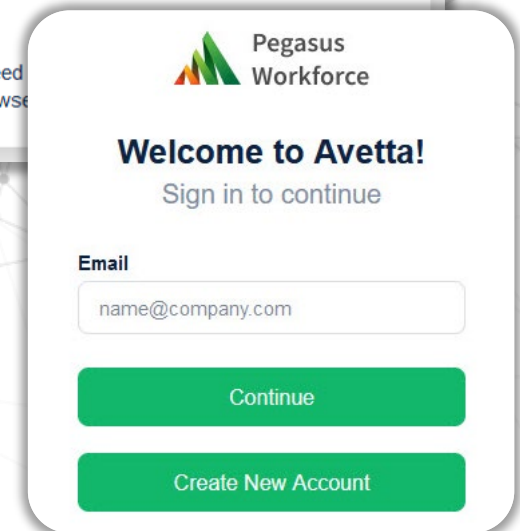 Pegasus
Workforce
Welcome to Avetta!
Sign in to continue
Email
name@company.com
Continue
Create New Account